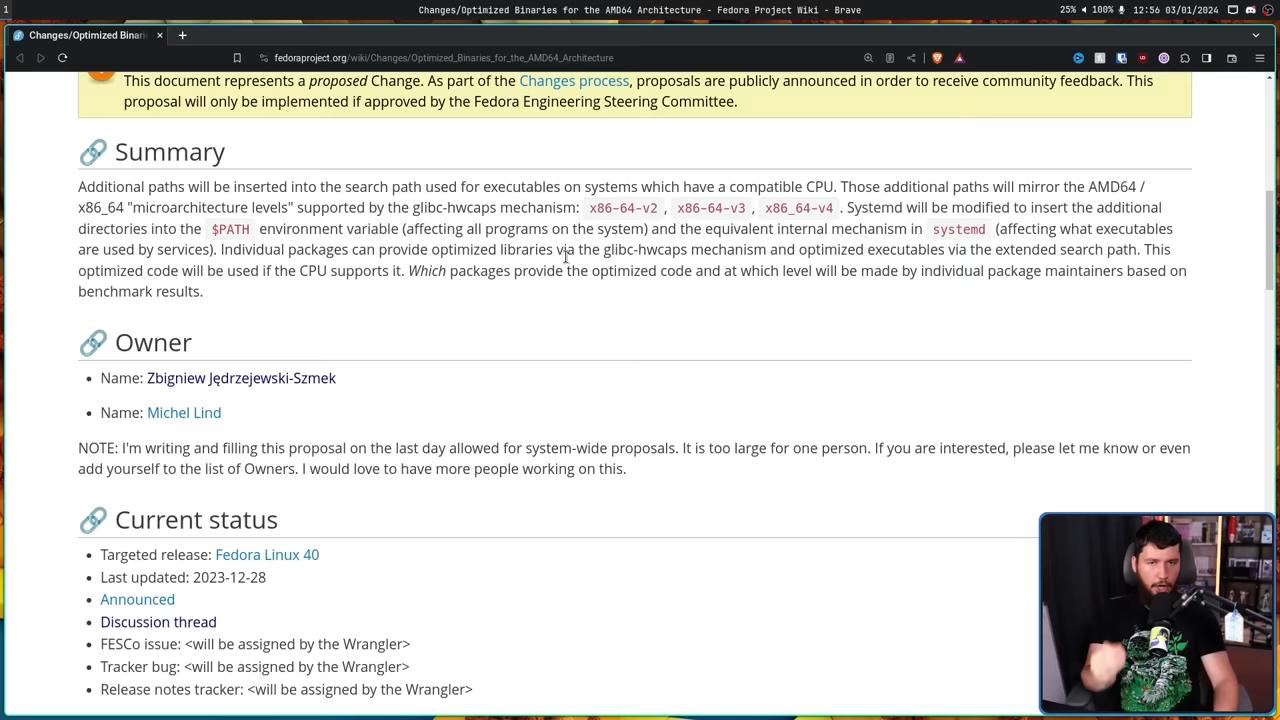 1
Changes/Optimized Binaries for the AMD64 Architecture - Fedora Project Wiki - Brave
25% 100% 12:56 03/01/2024
Changes/Optimized Binari
fedoraproject.org/wiki/Changes/Optimized_Binaries_for_the_AMD64_Architecture
This document represents a proposed Change. As part of the Changes process, proposals are publicly announced in order to receive community feedback. This
proposal will only be implemented if approved by the Fedora Engineering Steering Committee.
Summary
Additional paths will be inserted into the search path used for executables on systems which have a compatible CPU. Those additional paths will mirror the AMD64 /
x86_64 "microarchitecture levels" supported by the glibc-hwcaps mechanism: x86-64-v2 , x86-64-v3 , x86_64-v4 . Systemd will be modified to insert the additional
directories into the $PATH environment variable (affecting all programs on the system) and the equivalent internal mechanism in systemd (affecting what executables
are used by services). Individual packages can provide optimized libraries via the glibc-hwcaps mechanism and optimized executables via the extended search path. This
optimized code will be used if the CPU supports it. Which packages provide the optimized code and at which level will be made by individual package maintainers based on
benchmark results.
Owner
Name: Zbigniew Jędrzejewski-Szmek
Name: Michel Lind
NOTE: I'm writing and filling this proposal on the last day allowed for system-wide proposals. It is too large for one person. If you are interested, please let me know or even
add yourself to the list of Owners. I would love to have more people working on this.
Current status
Targeted release: Fedora Linux 40
Last updated: 2023-12-28
Announced
Discussion thread
FESCo issue: <will be assigned by the Wrangler>
Tracker bug: <will be assigned by the Wrangler>
Release notes tracker: <will be assigned by the Wrangler>